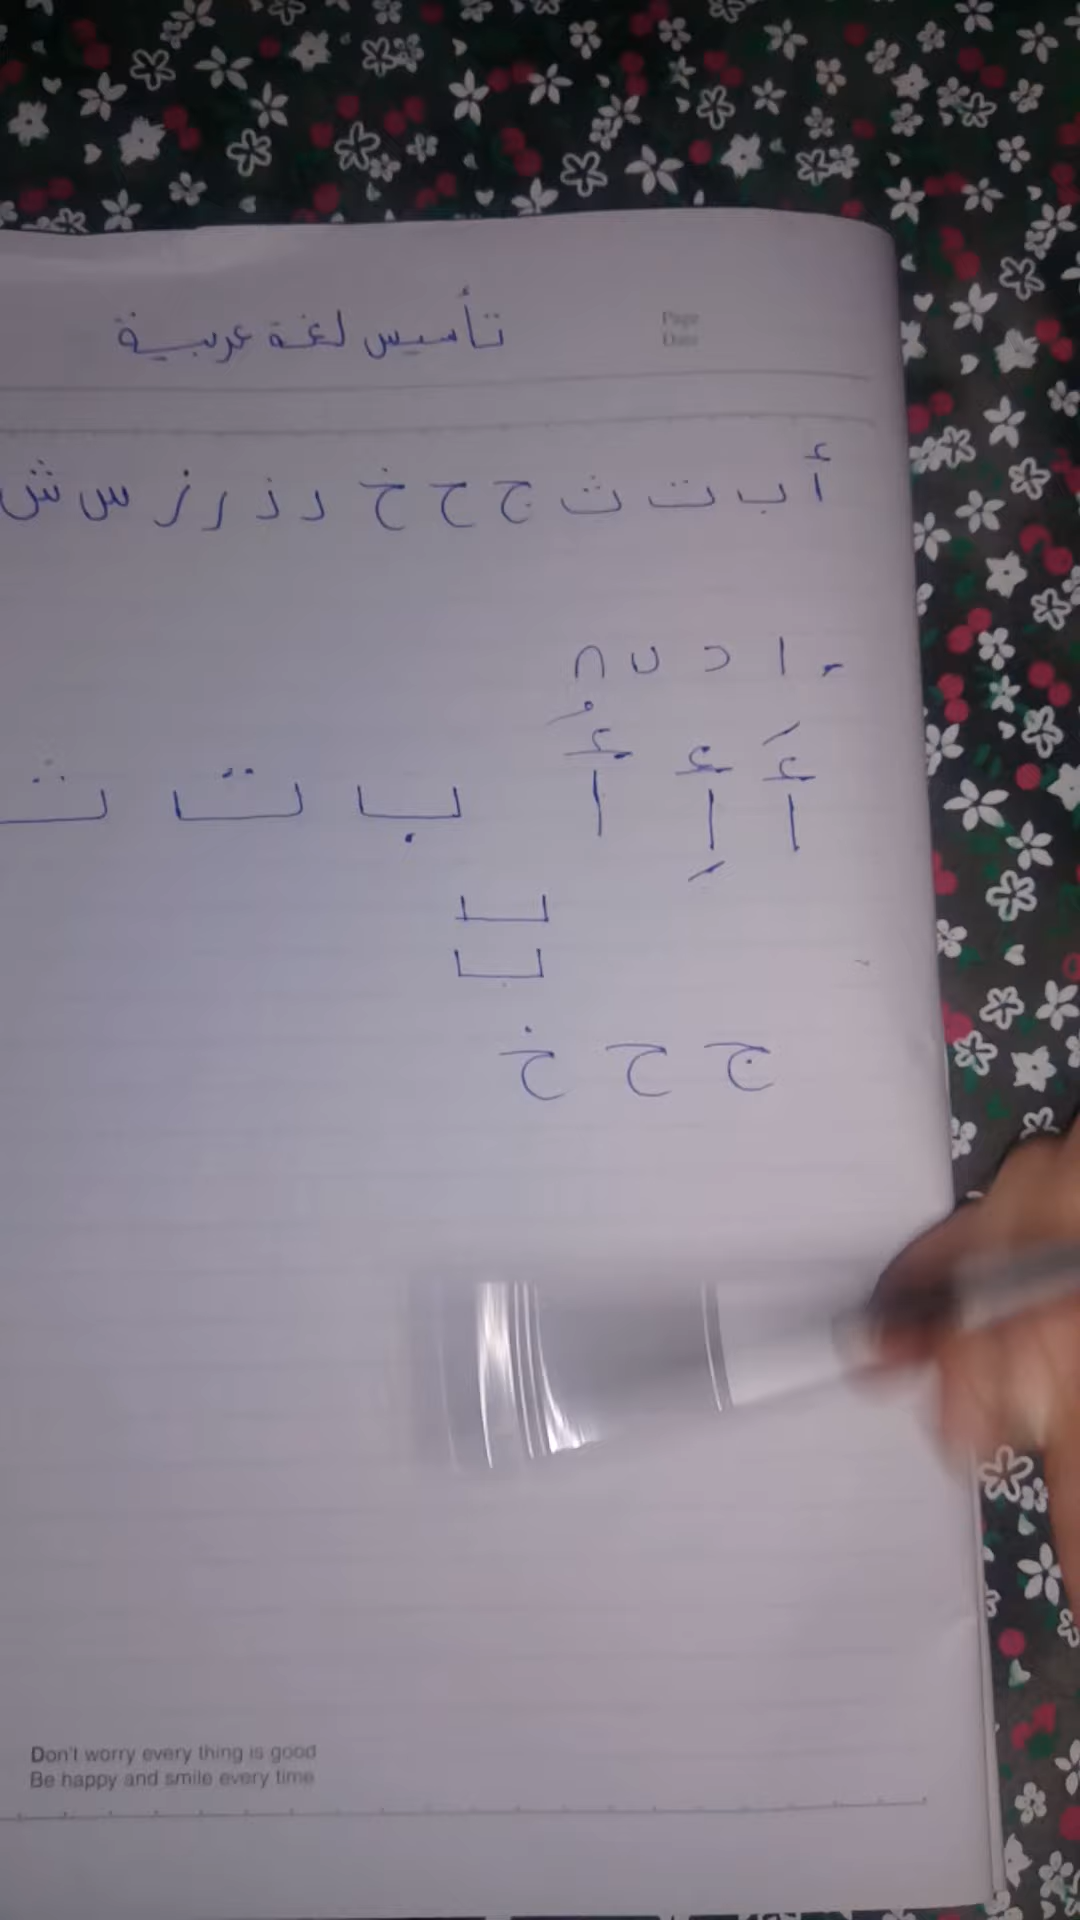 Page
Date
تأسيس لغة عربية
أ ب ت ث ج ح خ د ذ ر ز س ش
أَ إِ أُ ب ت ث
ج ح خ
Don't worry every thing is good
Be happy and smile every time